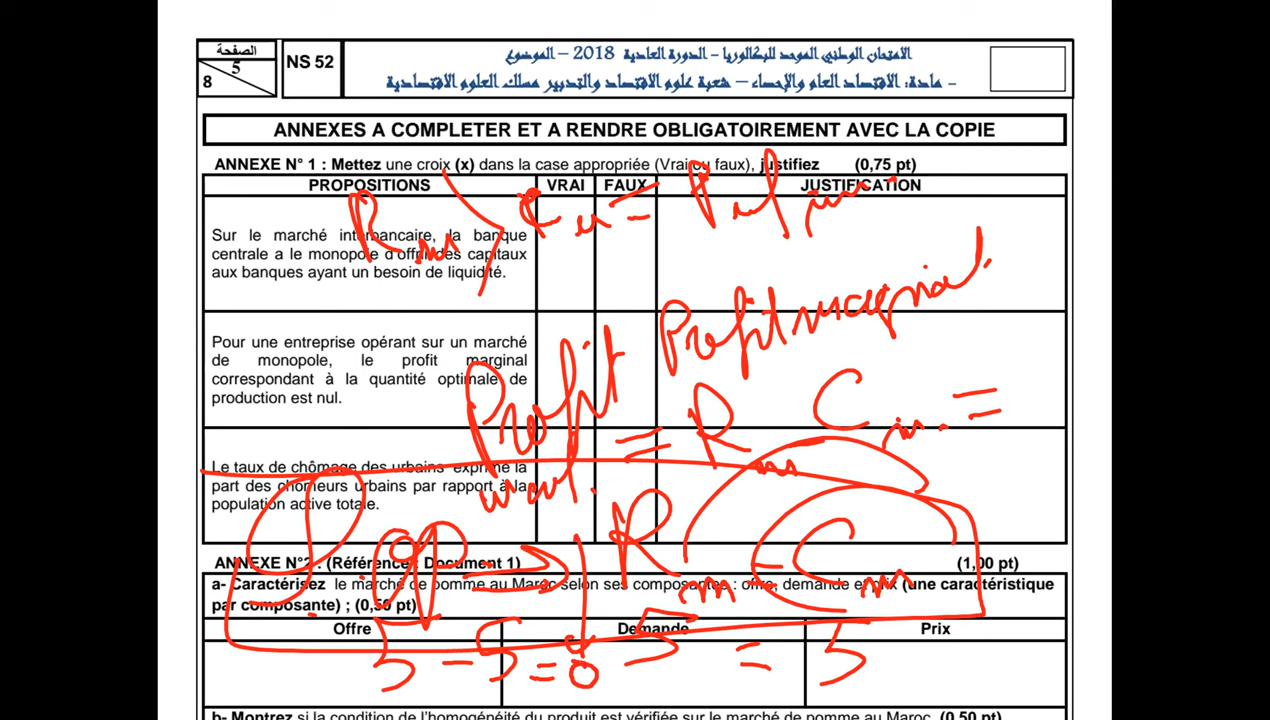 الصفحة
5
8
NS 52
الامتحان الوطني الموحد للبكالوريا - الدورة العادية 2018 – الموضوع
- مادة: الاقتصاد العام والإحصاء – شعبة علوم الاقتصاد والتدبير مسلك العلوم الاقتصادية
ANNEXES A COMPLETER ET A RENDRE OBLIGATOIREMENT AVEC LA COPIE
ANNEXE N° 1 : Mettez une croix (x) dans la case appropriée (Vrai ou faux), justifiez (0,75 pt)
PROPOSITIONS VRAI FAUX JUSTIFICATION
Sur le marché interbancaire, la banque
centrale a le monopole d'offrir des capitaux
aux banques ayant un besoin de liquidité.
Pour une entreprise opérant sur un marché
de monopole, le profit marginal
correspondant à la quantité optimale de
production est nul.
Le taux de chômage des urbains exprime la
part des chômeurs urbains par rapport à la
population active totale.
ANNEXE N°2 : (Référence : Document 1) (1,00 pt)
a- Caractérisez le marché de pomme au Maroc selon ses composantes : offre, demande et prix (une caractéristique
par composante) ; (0,50 pt)
Offre Demande Prix
b- Montrez si la condition de l'homogénéité du produit est vérifiée sur le marché de pomme au Maroc. (0,50 pt)
Rm
Profit marginal
Profit
= Rm Cm =
Rm = Cm
5 - 5 = 0
5 = 5